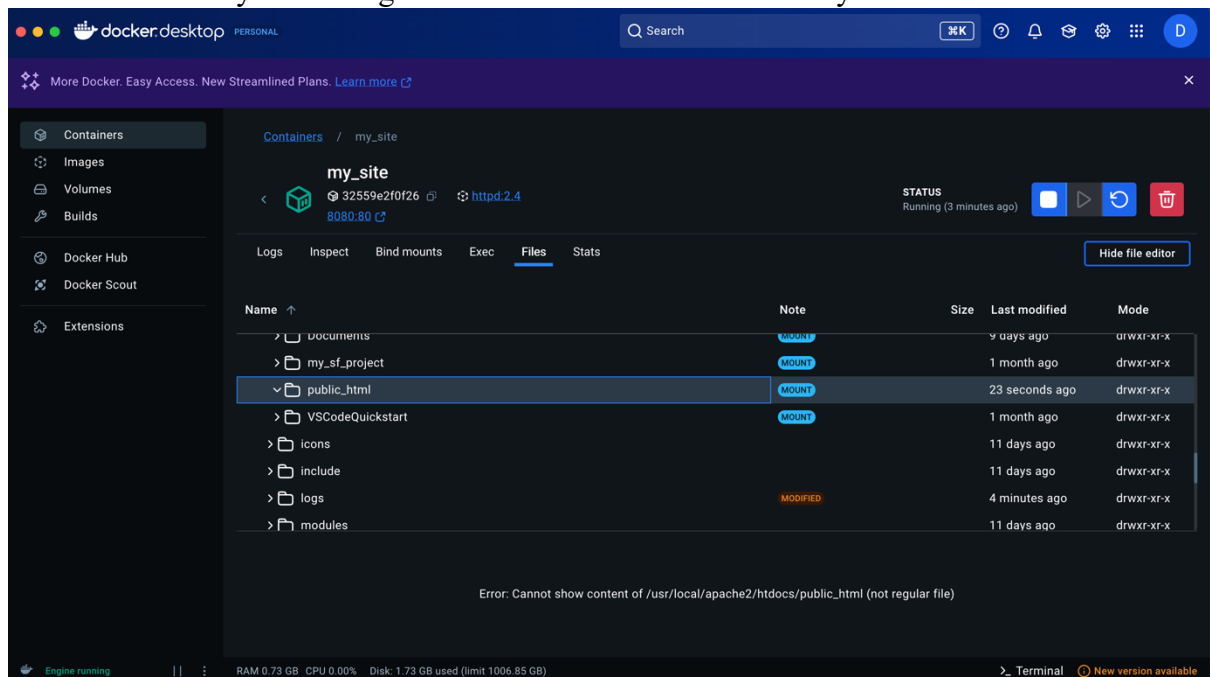 docker.desktop PERSONAL Search ⌘K D
More Docker. Easy Access. New Streamlined Plans. Learn more
Containers
Images
Volumes
Builds
Docker Hub
Docker Scout
Extensions
Containers / my_site
my_site
32559e2f0f26 httpd:2.4
8080:80
STATUS
Running (3 minutes ago)
Logs Inspect Bind mounts Exec Files Stats Hide file editor
Name Note Size Last modified Mode
Documents MOUNT 9 days ago drwxr-xr-x
my_sf_project MOUNT 1 month ago drwxr-xr-x
public_html MOUNT 23 seconds ago drwxr-xr-x
VSCodeQuickstart MOUNT 1 month ago drwxr-xr-x
icons 11 days ago drwxr-xr-x
include 11 days ago drwxr-xr-x
logs MODIFIED 4 minutes ago drwxr-xr-x
modules 11 days ago drwxr-xr-x
Error: Cannot show content of /usr/local/apache2/htdocs/public_html (not regular file)
Engine running RAM 0.73 GB CPU 0.00% Disk: 1.73 GB used (limit 1006.85 GB) >_ Terminal New version available